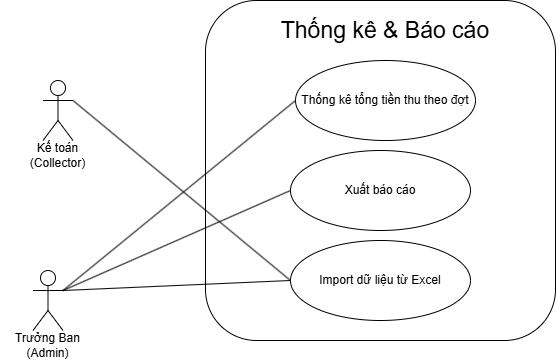 Thống kê & Báo cáo
Thống kê tổng tiền thu theo đợt
Kế toán
(Collector)
Xuất báo cáo
Import dữ liệu từ Excel
Trưởng Ban
(Admin)